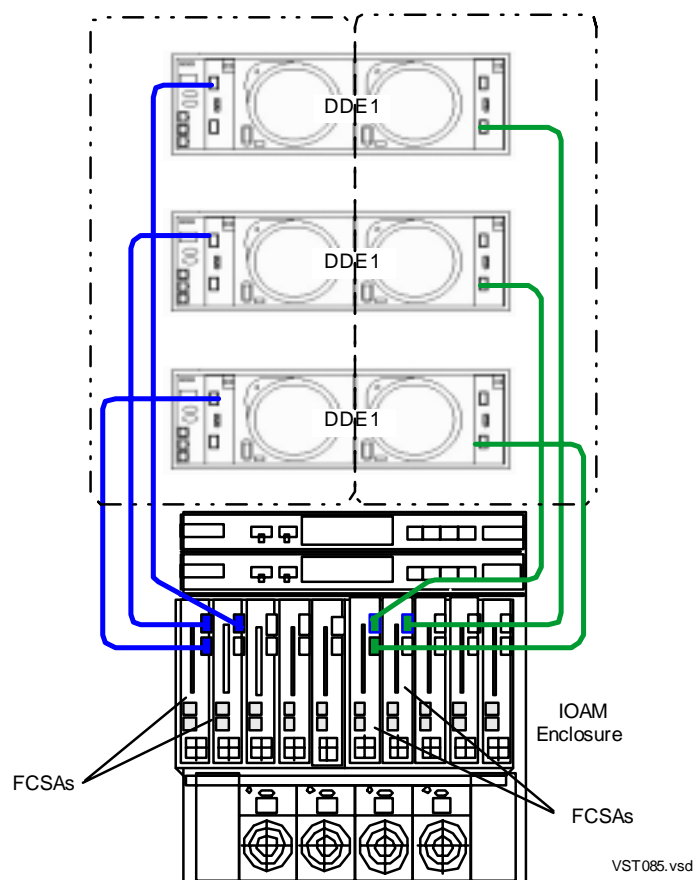 DDE1
DDE1
DDE1
IOAM
Enclosure
FCSAs
FCSAs
VST085.vsd